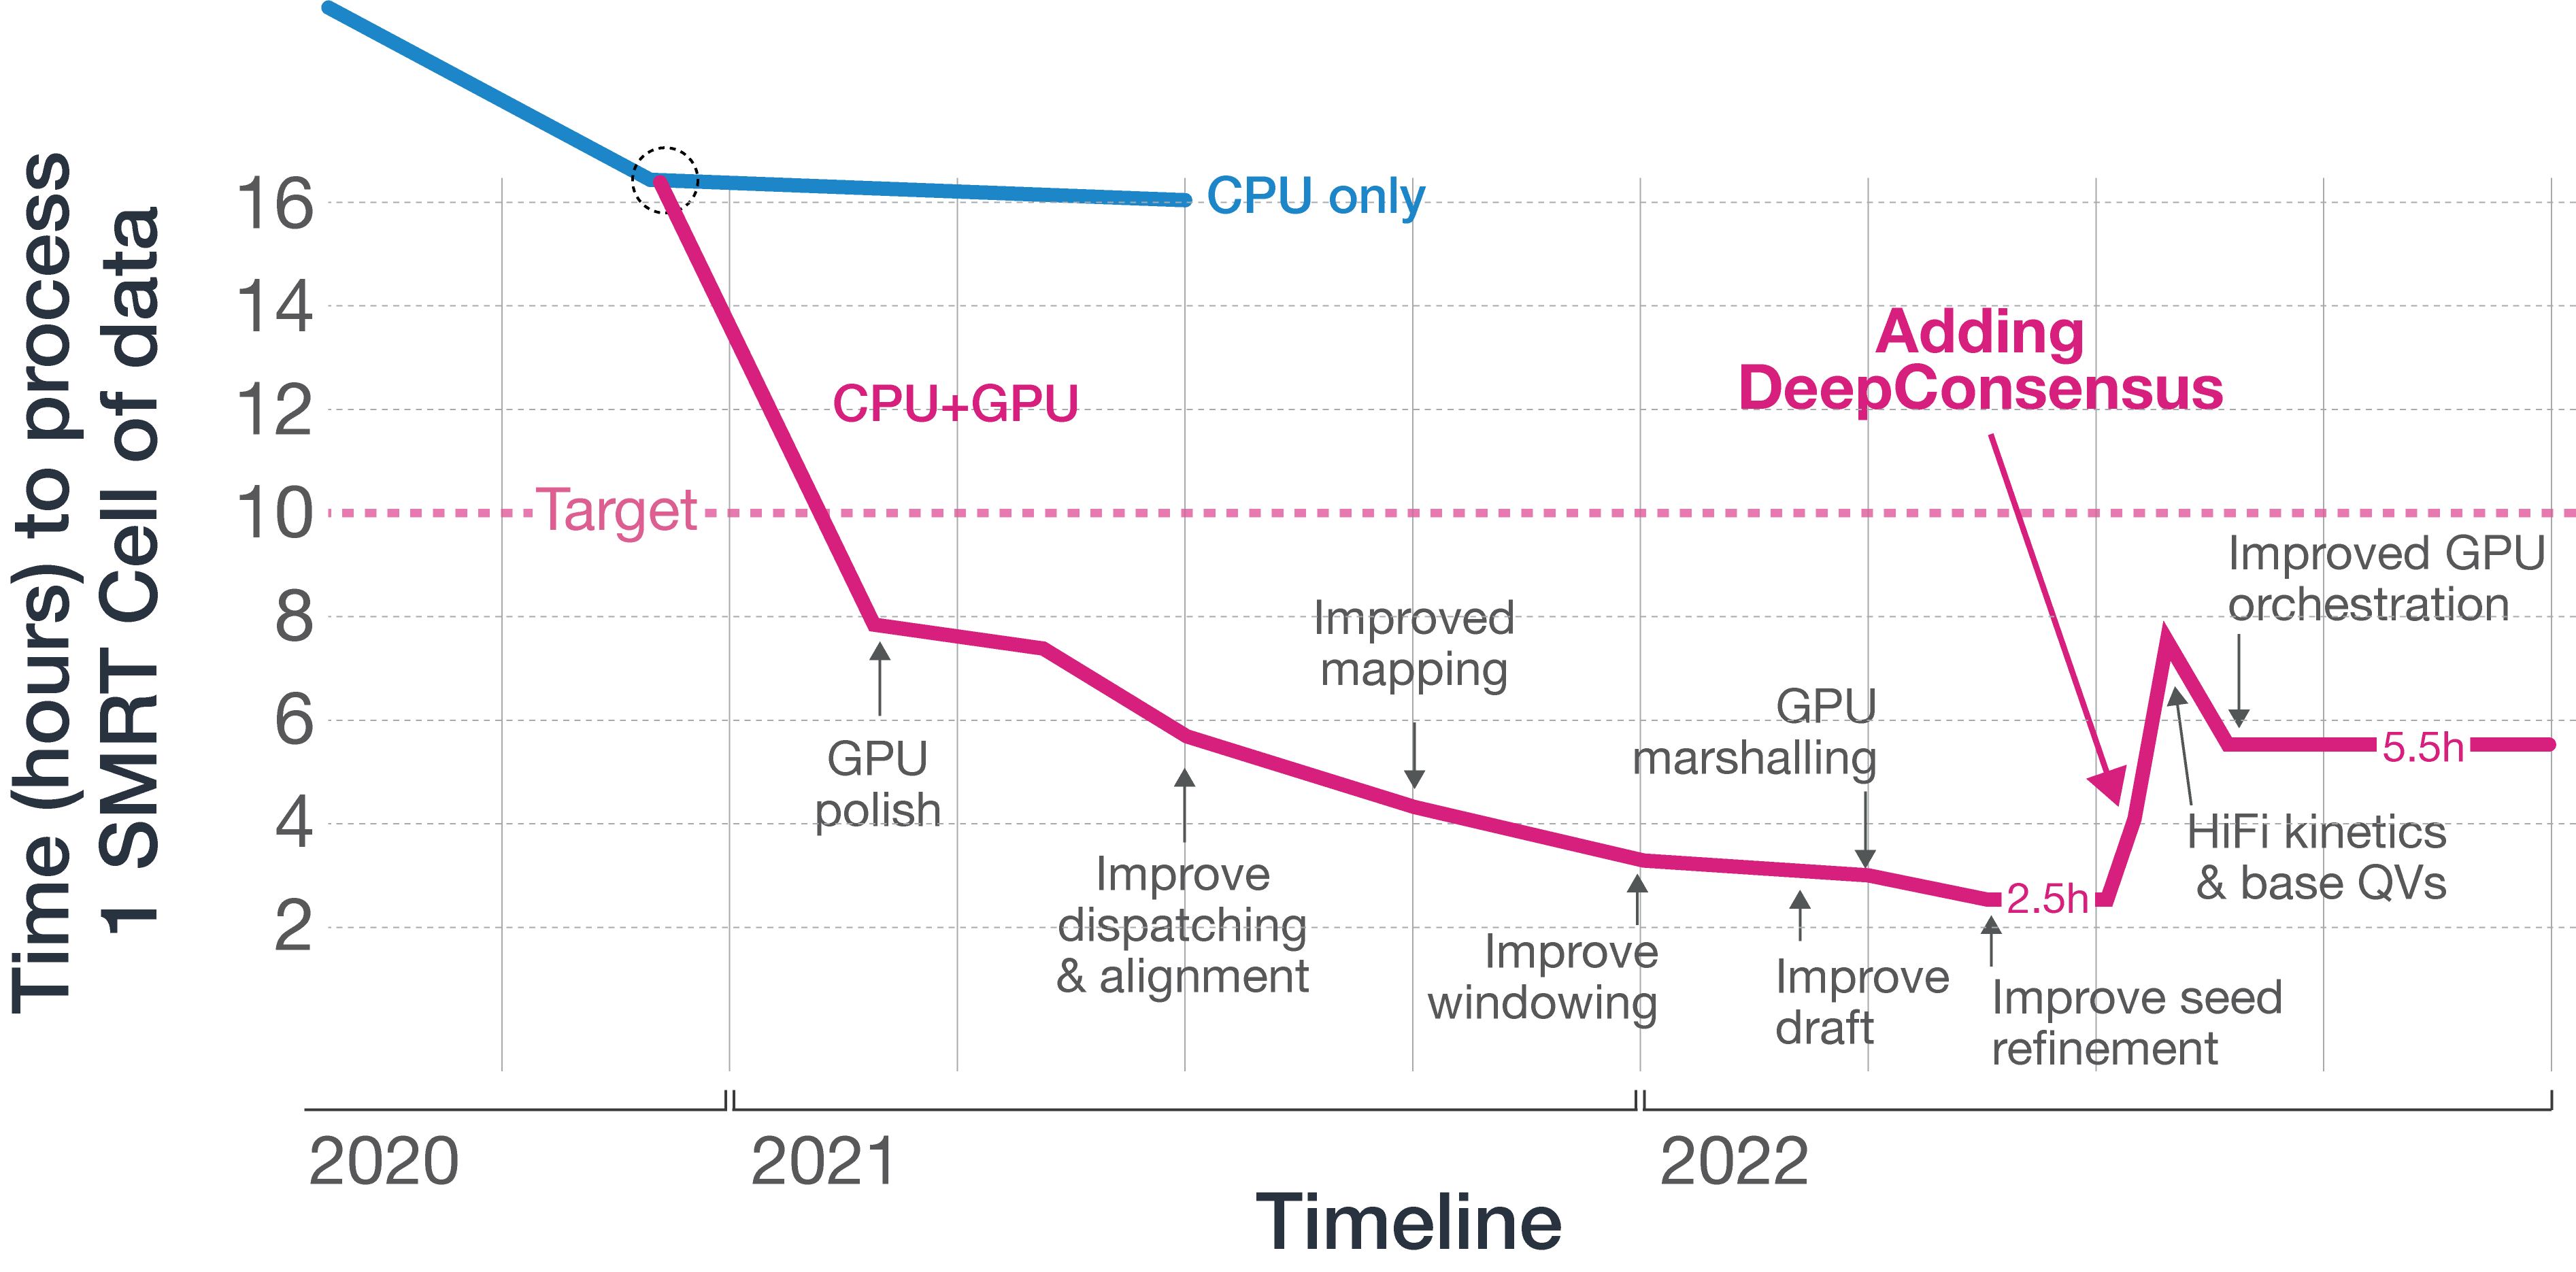 Time (hours) to process
1 SMRT Cell of data
16
14
12
10
8
6
4
2
CPU only
CPU+GPU
Target
Adding
DeepConsensus
Improved GPU
orchestration
Improved
mapping
GPU
marshalling
GPU
polish
5.5h
HiFi kinetics
& base QVs
Improve
dispatching
& alignment
2.5h
Improve
windowing
Improve
draft
Improve seed
refinement
2020
2021
2022
Timeline